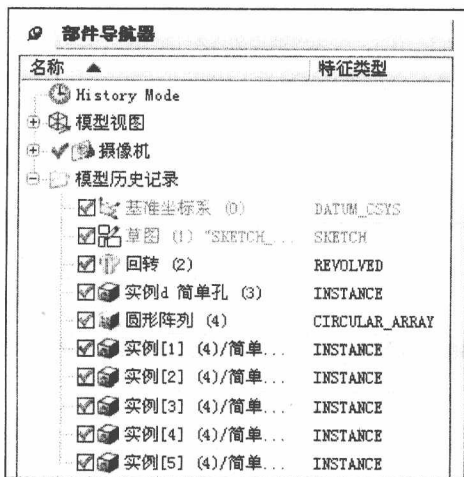 部件导航器
名称 特征类型
History Mode
模型视图
摄像机
模型历史记录
基准坐标系 (0) DATUM_CSYS
草图 (1) "SKETCH_... SKETCH
回转 (2) REVOLVED
实例d 简单孔 (3) INSTANCE
圆形阵列 (4) CIRCULAR_ARRAY
实例[1] (4)/简单... INSTANCE
实例[2] (4)/简单... INSTANCE
实例[3] (4)/简单... INSTANCE
实例[4] (4)/简单... INSTANCE
实例[5] (4)/简单... INSTANCE